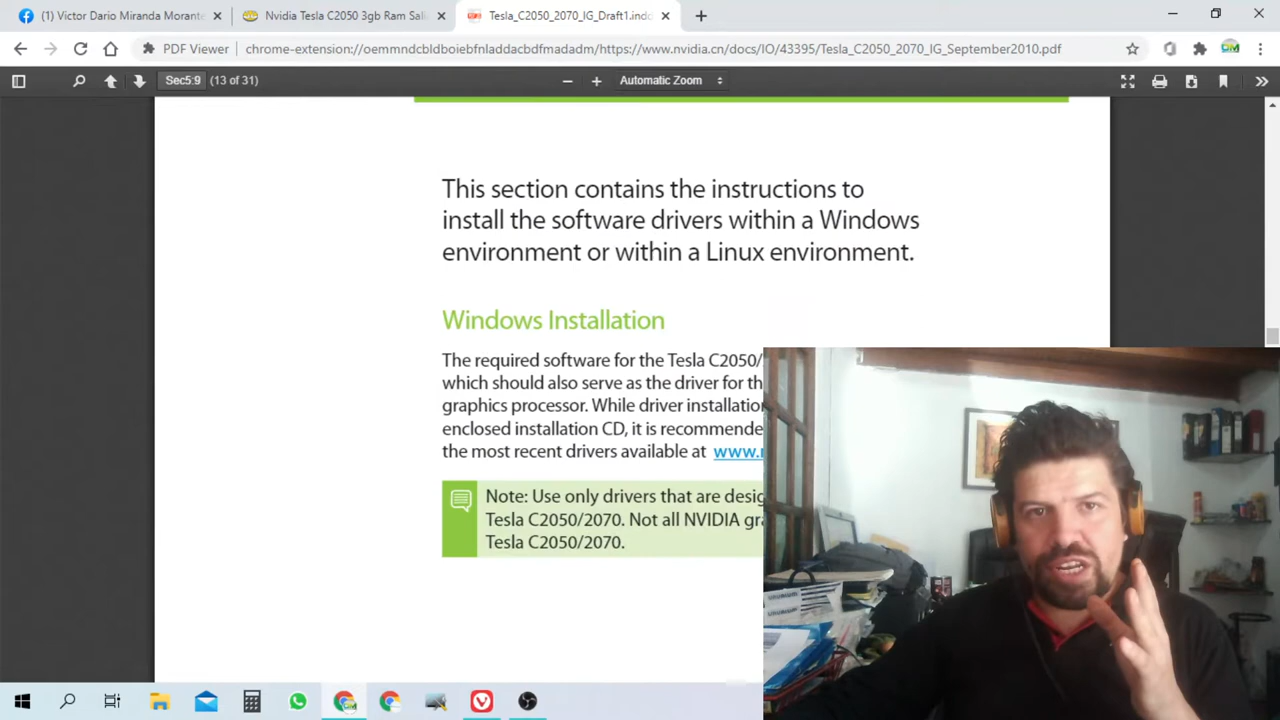 (1) Victor Dario Miranda Morante
Nvidia Tesla C2050 3gb Ram Sali
Tesla_C2050_2070_IG_Draft1.indd
PDF Viewer
chrome-extension://oemmndcbldboiebfnladdacbdfmadadm/https://www.nvidia.cn/docs/IO/43395/Tesla_C2050_2070_IG_September2010.pdf
Sec5:9 (13 of 31)
Automatic Zoom
This section contains the instructions to
install the software drivers within a Windows
environment or within a Linux environment.
Windows Installation
The required software for the Tesla C2050/
which should also serve as the driver for th
graphics processor. While driver installation
enclosed installation CD, it is recommende
the most recent drivers available at www.
Note: Use only drivers that are desig
Tesla C2050/2070. Not all NVIDIA gra
Tesla C2050/2070.